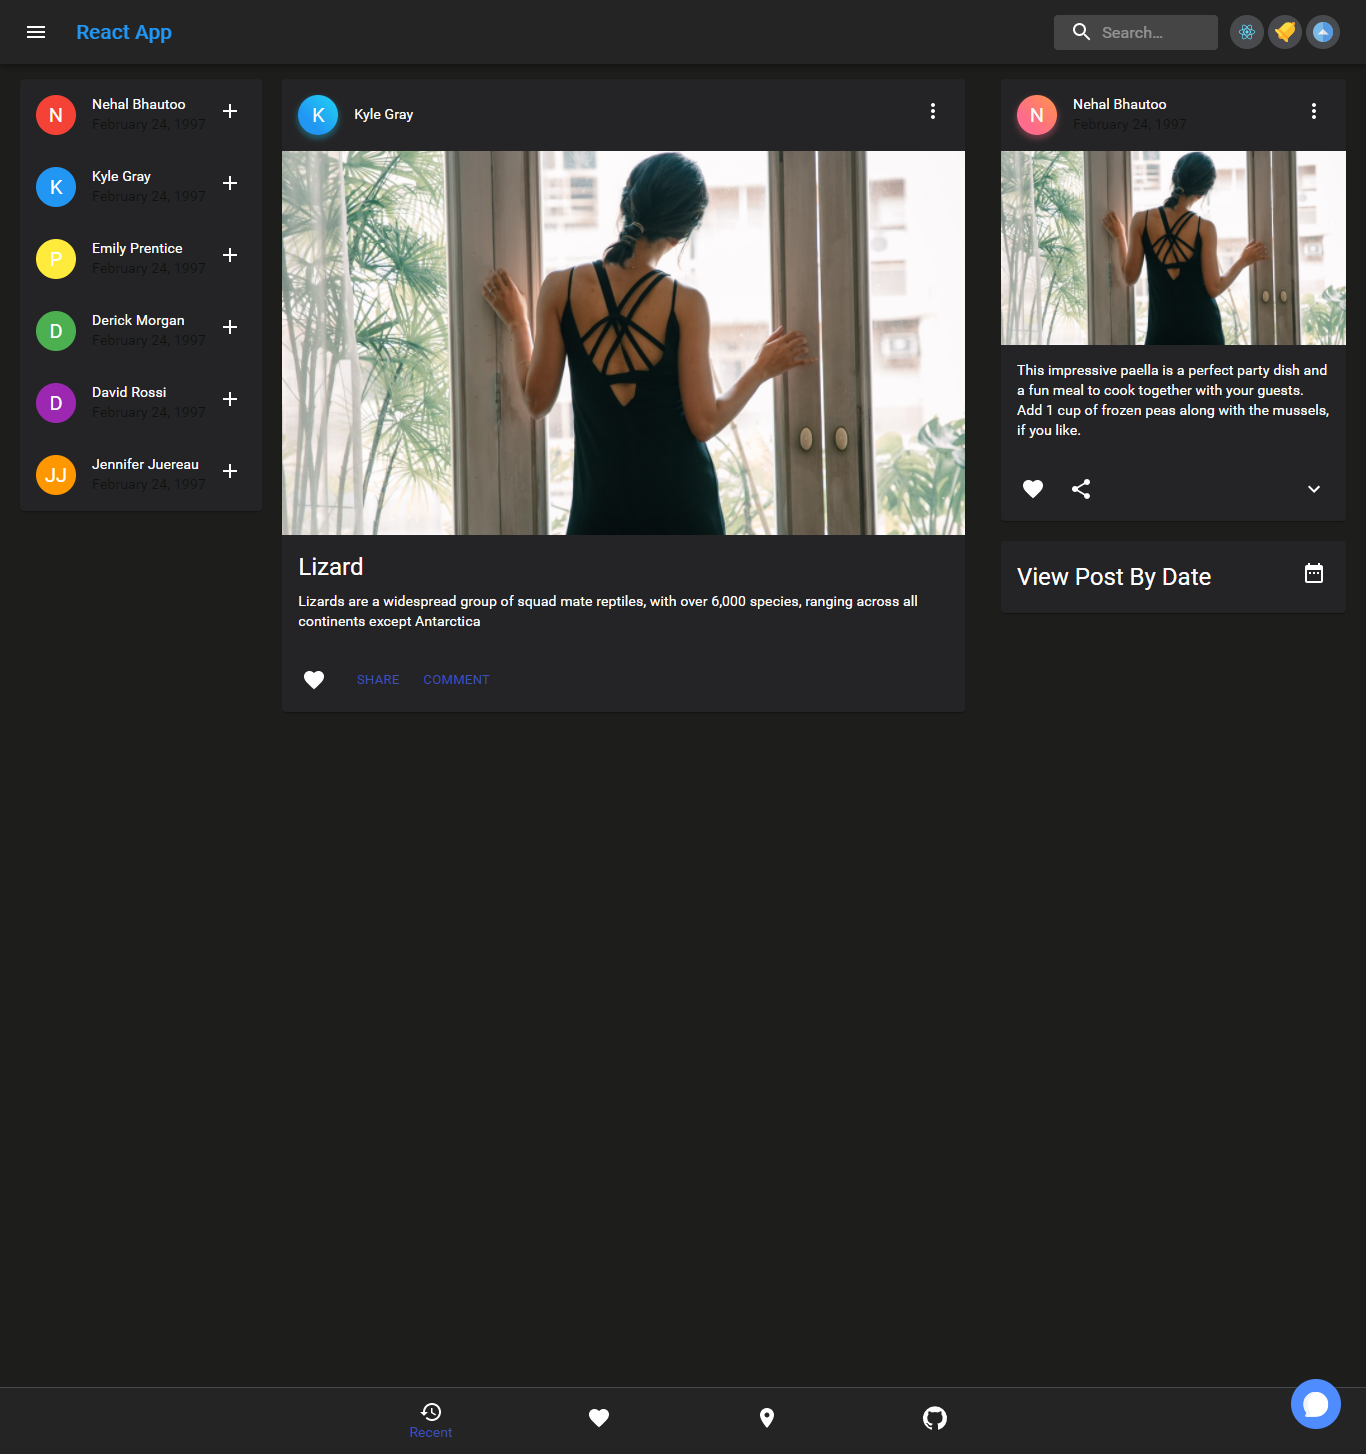 React App
Search...
N
Nehal Bhautoo
February 24, 1997
K
Kyle Gray
February 24, 1997
P
Emily Prentice
February 24, 1997
D
Derick Morgan
February 24, 1997
D
David Rossi
February 24, 1997
JJ
Jennifer Juereau
February 24, 1997
K
Kyle Gray
Lizard
Lizards are a widespread group of squad mate reptiles, with over 6,000 species, ranging across all
continents except Antarctica
SHARE COMMENT
N
Nehal Bhautoo
February 24, 1997
This impressive paella is a perfect party dish and
a fun meal to cook together with your guests.
Add 1 cup of frozen peas along with the mussels,
if you like.
View Post By Date
Recent